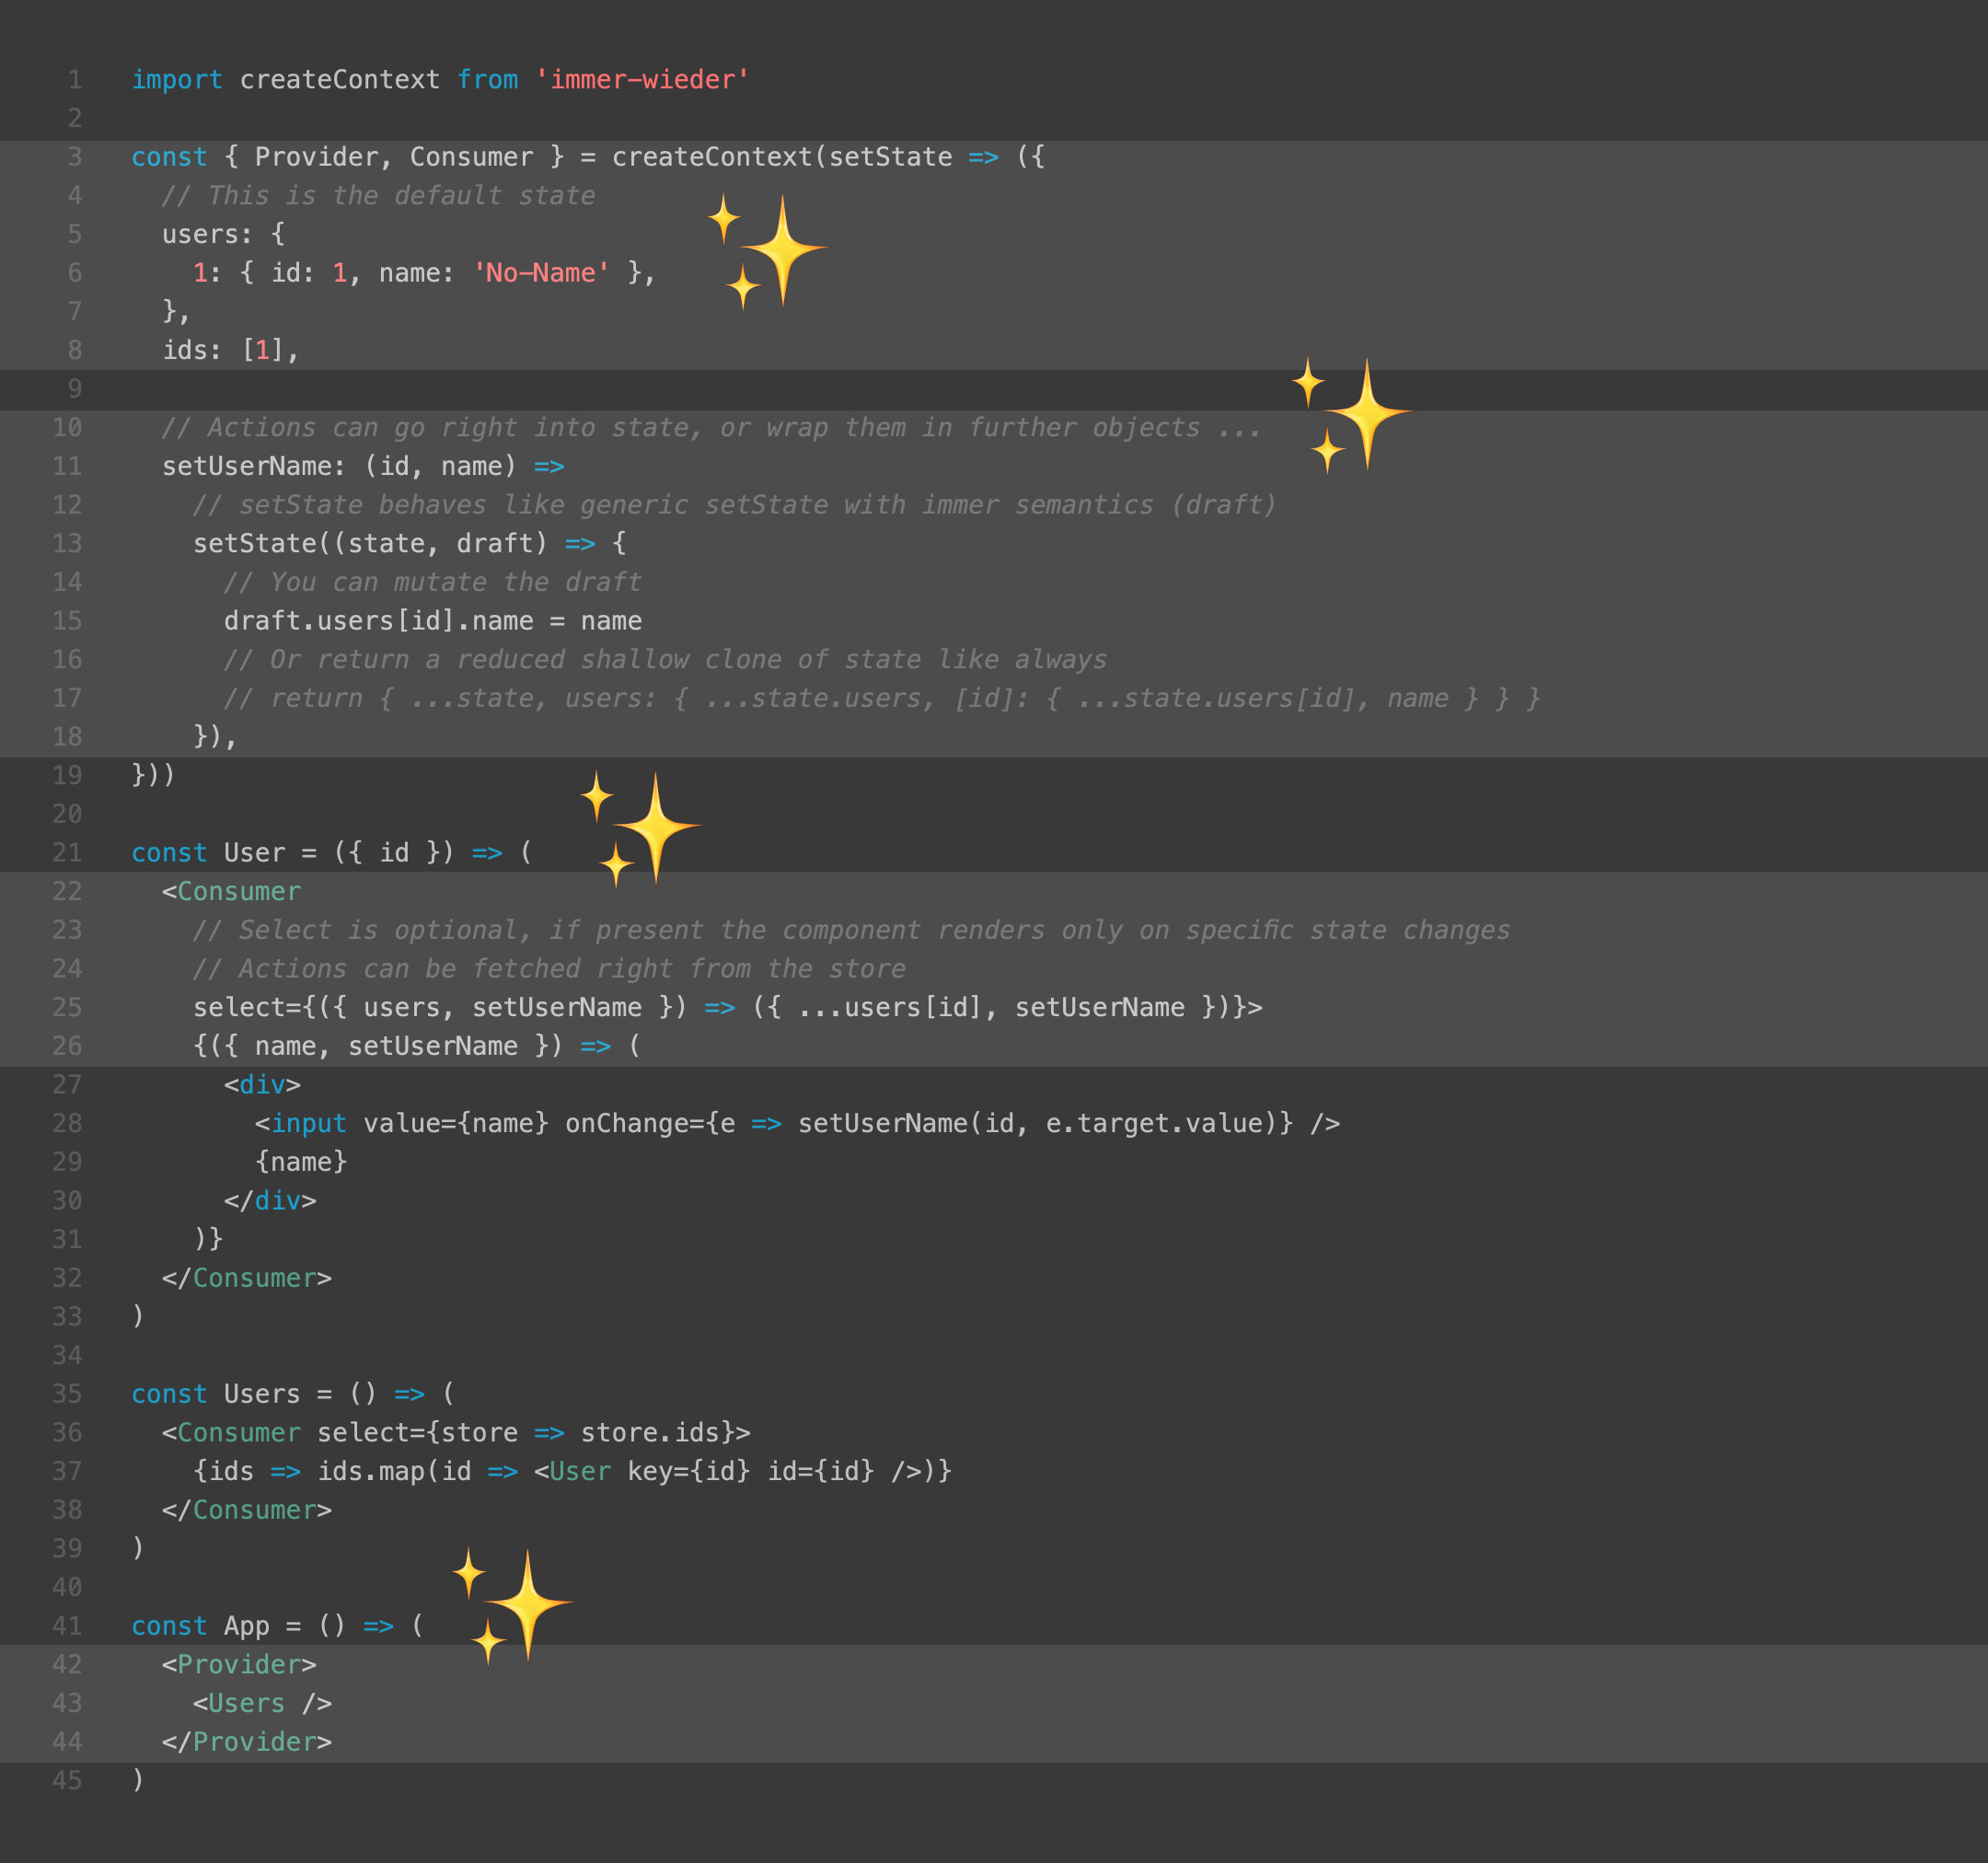 1 import createContext from 'immer-wieder'
2
3 const { Provider, Consumer } = createContext(setState => ({
4   // This is the default state
5   users: {
6     1: { id: 1, name: 'No-Name' },
7   },
8   ids: [1],
9
10   // Actions can go right into state, or wrap them in further objects ...
11   setUserName: (id, name) =>
12     // setState behaves like generic setState with immer semantics (draft)
13     setState((state, draft) => {
14       // You can mutate the draft
15       draft.users[id].name = name
16       // Or return a reduced shallow clone of state like always
17       // return { ...state, users: { ...state.users, [id]: { ...state.users[id], name } } }
18     }),
19 }))
20
21 const User = ({ id }) => (
22   <Consumer
23     // Select is optional, if present the component renders only on specific state changes
24     // Actions can be fetched right from the store
25     select={({ users, setUserName }) => ({ ...users[id], setUserName })}>
26     {({ name, setUserName }) => (
27       <div>
28         <input value={name} onChange={e => setUserName(id, e.target.value)} />
29         {name}
30       </div>
31     )}
32   </Consumer>
33 )
34
35 const Users = () => (
36   <Consumer select={store => store.ids}>
37     {ids => ids.map(id => <User key={id} id={id} />)}
38   </Consumer>
39 )
40
41 const App = () => (
42   <Provider>
43     <Users />
44   </Provider>
45 )